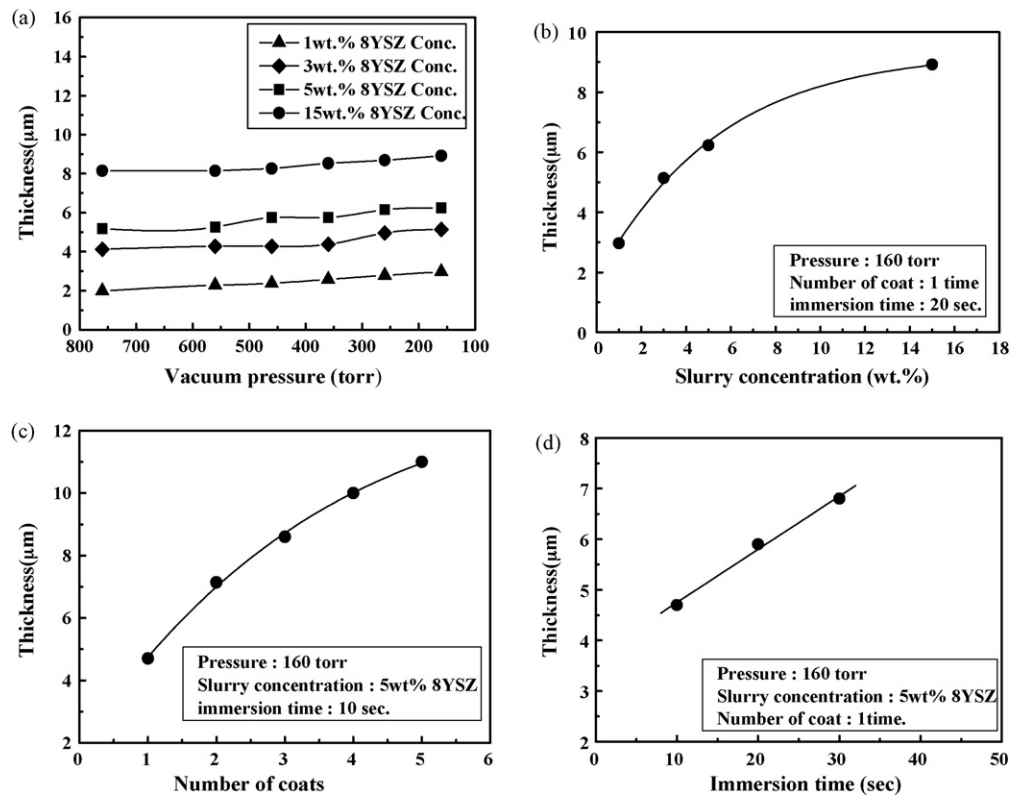 (a)
16
14
12
10
8
6
4
2
0
Thickness(μm)
1wt.% 8YSZ Conc.
3wt.% 8YSZ Conc.
5wt.% 8YSZ Conc.
15wt.% 8YSZ Conc.
800 700 600 500 400 300 200 100
Vacuum pressure (torr)
(b)
10
8
6
4
2
0
Thickness(μm)
Pressure : 160 torr
Number of coat : 1 time
immersion time : 20 sec.
0 2 4 6 8 10 12 14 16 18
Slurry concentration (wt.%)
(c)
12
10
8
6
4
2
Thickness(μm)
Pressure : 160 torr
Slurry concentration : 5wt% 8YSZ
immersion time : 10 sec.
0 1 2 3 4 5 6
Number of coats
(d)
8
7
6
5
4
3
2
Thickness(μm)
Pressure : 160 torr
Slurry concentration : 5wt% 8YSZ
Number of coat : 1time.
0 10 20 30 40 50
Immersion time (sec)